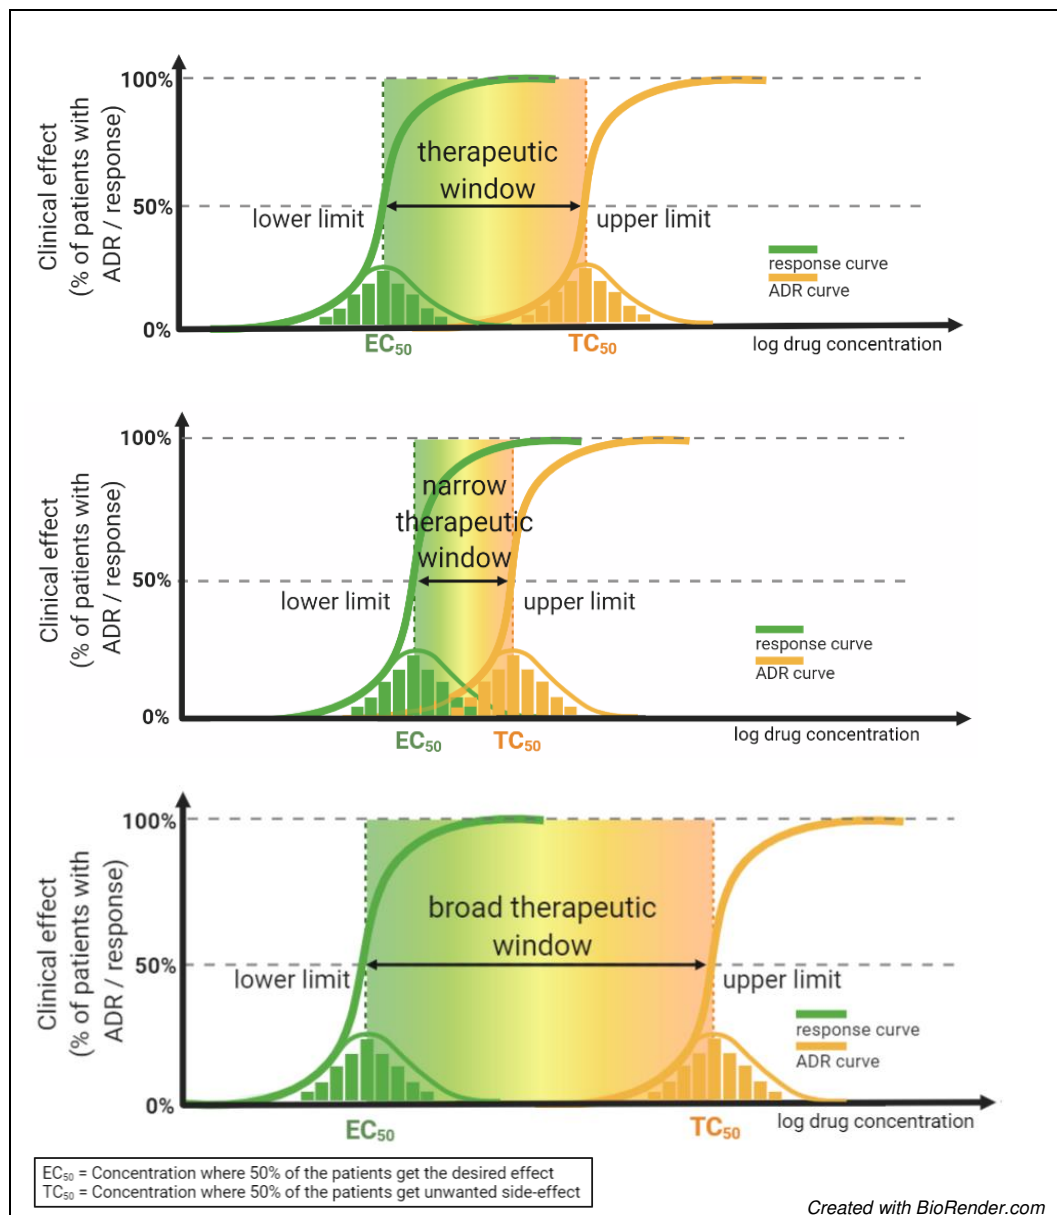 100%
Clinical effect
(% of patients with
ADR / response)
therapeutic
window
50%
lower limit
upper limit
response curve
ADR curve
0%
EC₅₀
TC₅₀
log drug concentration
100%
Clinical effect
(% of patients with
ADR / response)
narrow
therapeutic
window
50%
lower limit
upper limit
response curve
ADR curve
0%
EC₅₀
TC₅₀
log drug concentration
100%
Clinical effect
(% of patients with
ADR / response)
broad therapeutic
window
50%
lower limit
upper limit
response curve
ADR curve
0%
EC₅₀
TC₅₀
log drug concentration
EC₅₀ = Concentration where 50% of the patients get the desired effect
TC₅₀ = Concentration where 50% of the patients get unwanted side-effect
Created with BioRender.com